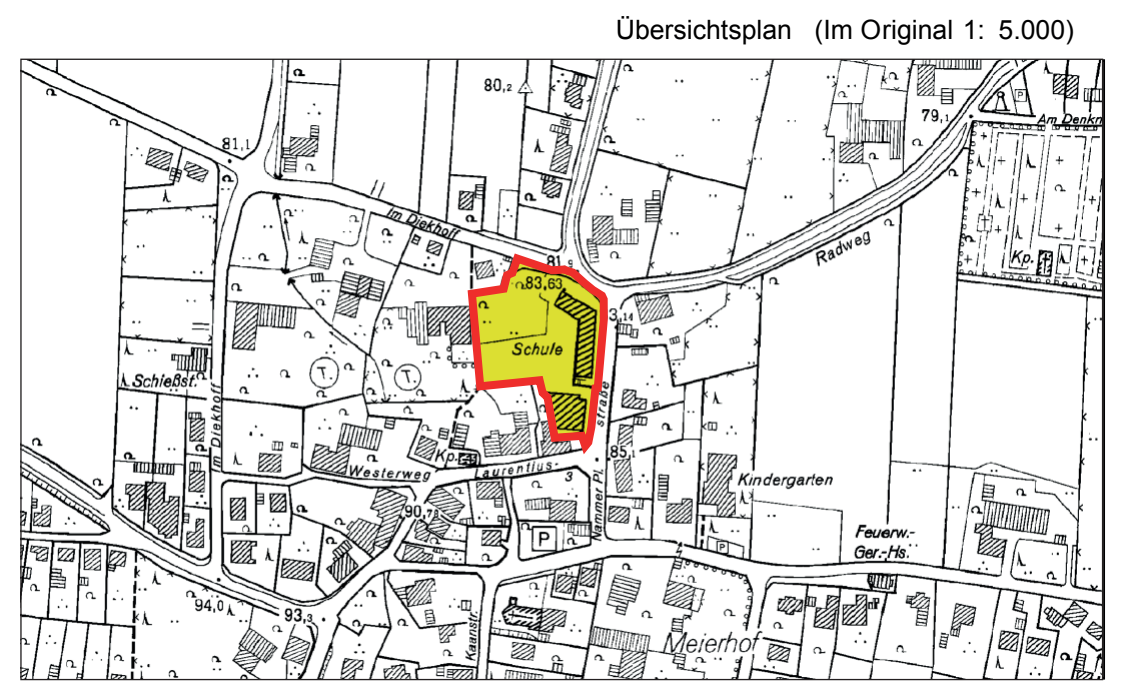 Übersichtsplan (Im Original 1: 5.000)
80,2
79,1
P
Am Denkm
81,1
Im Diekhoff
81,9
Radweg
Kp.
83,63
3,14
Schule
Schießst.
T.
T.
Im Diekhoff
straße
Kp.
Westerweg
Laurentius-
85,1
3
Kindergarten
Nammer Pl.
90,78
P
P
Feuerw.-
Ger.-Hs.
94,0
93,3
Kaanstr.
Meierhof